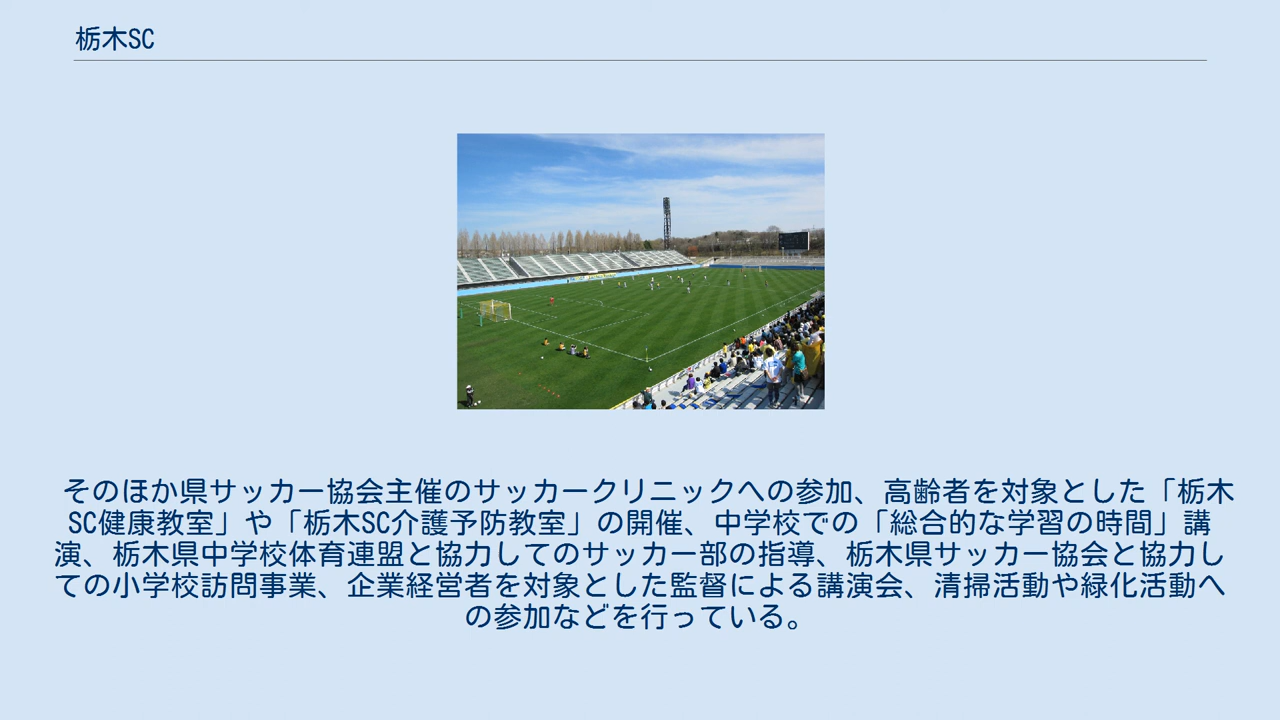 栃木SC
そのほか県サッカー協会主催のサッカークリニックへの参加、高齢者を対象とした「栃木
SC健康教室」や「栃木SC介護予防教室」の開催、中学校での「総合的な学習の時間」講
演、栃木県中学校体育連盟と協力してのサッカー部の指導、栃木県サッカー協会と協力し
ての小学校訪問事業、企業経営者を対象とした監督による講演会、清掃活動や緑化活動へ
の参加などを行っている。